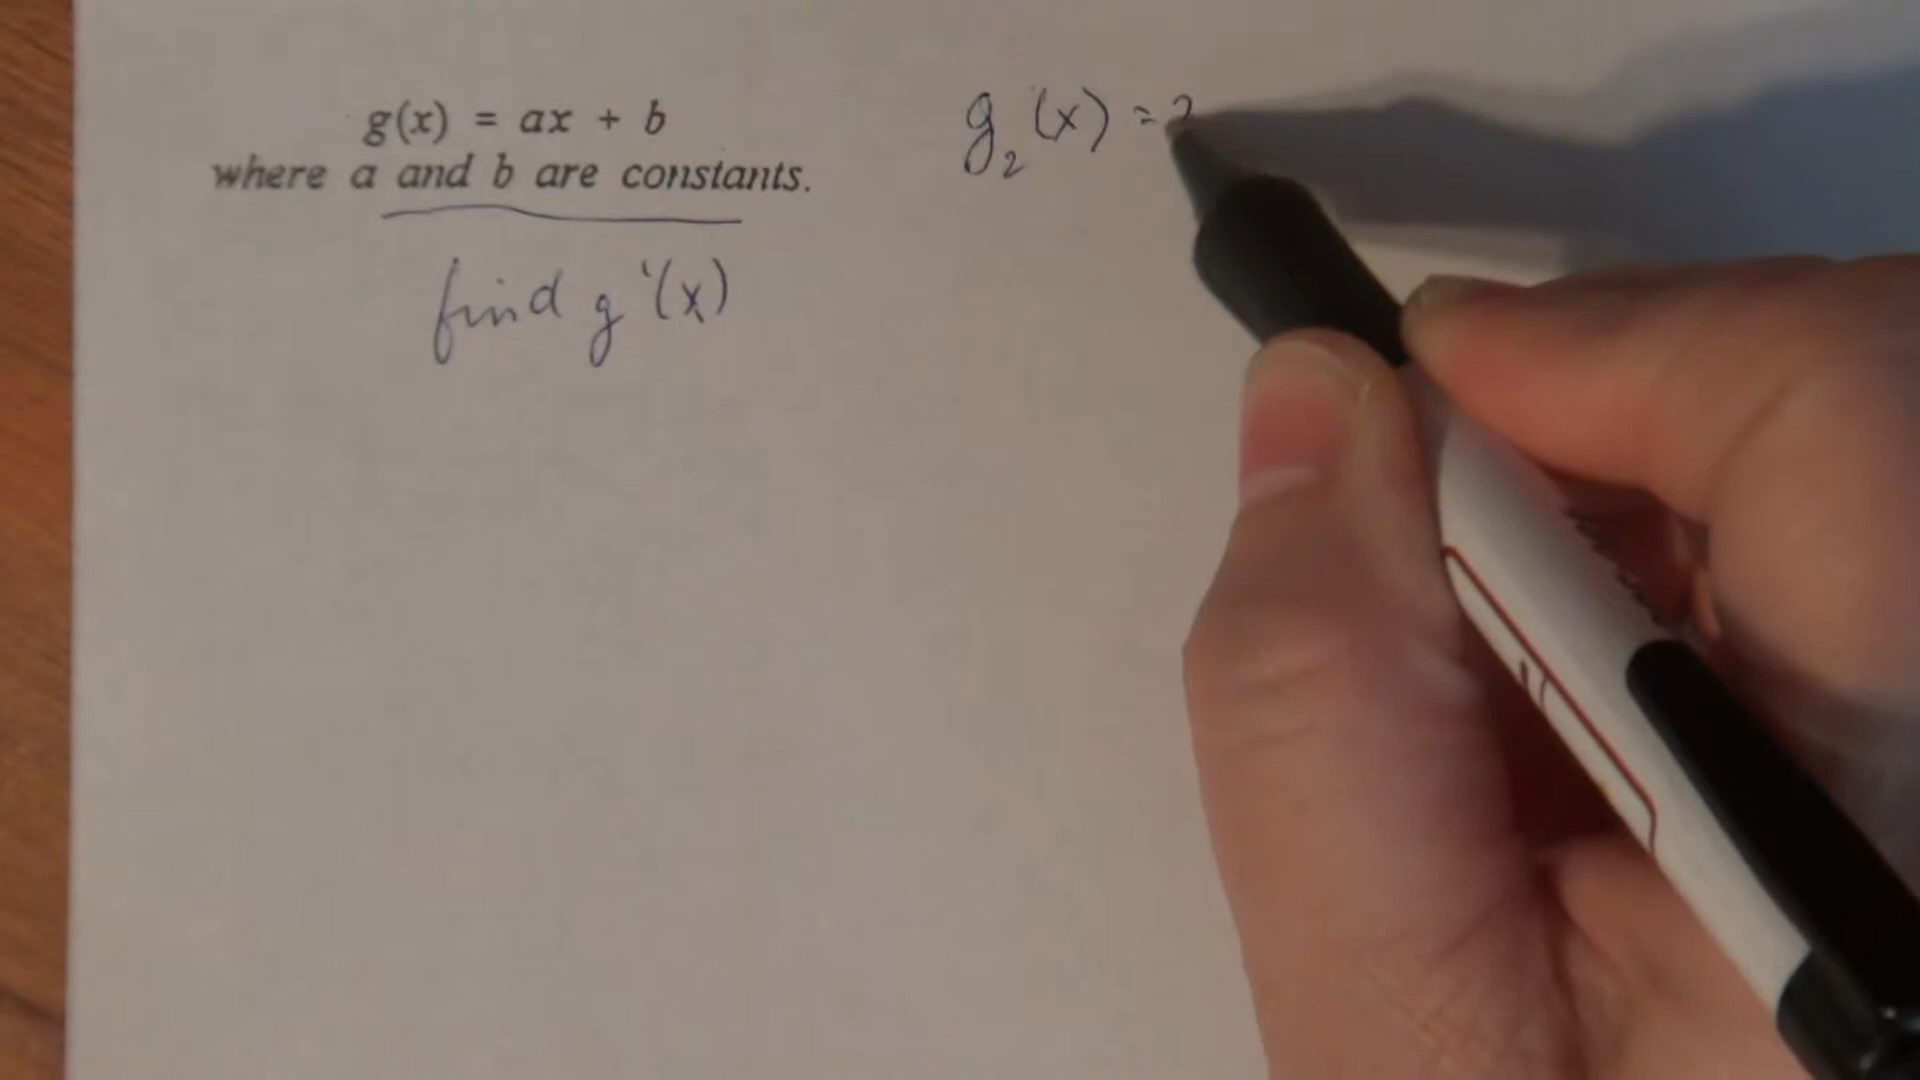 g(x) = ax + b
where a and b are constants.
find g'(x)
g₂(x) =